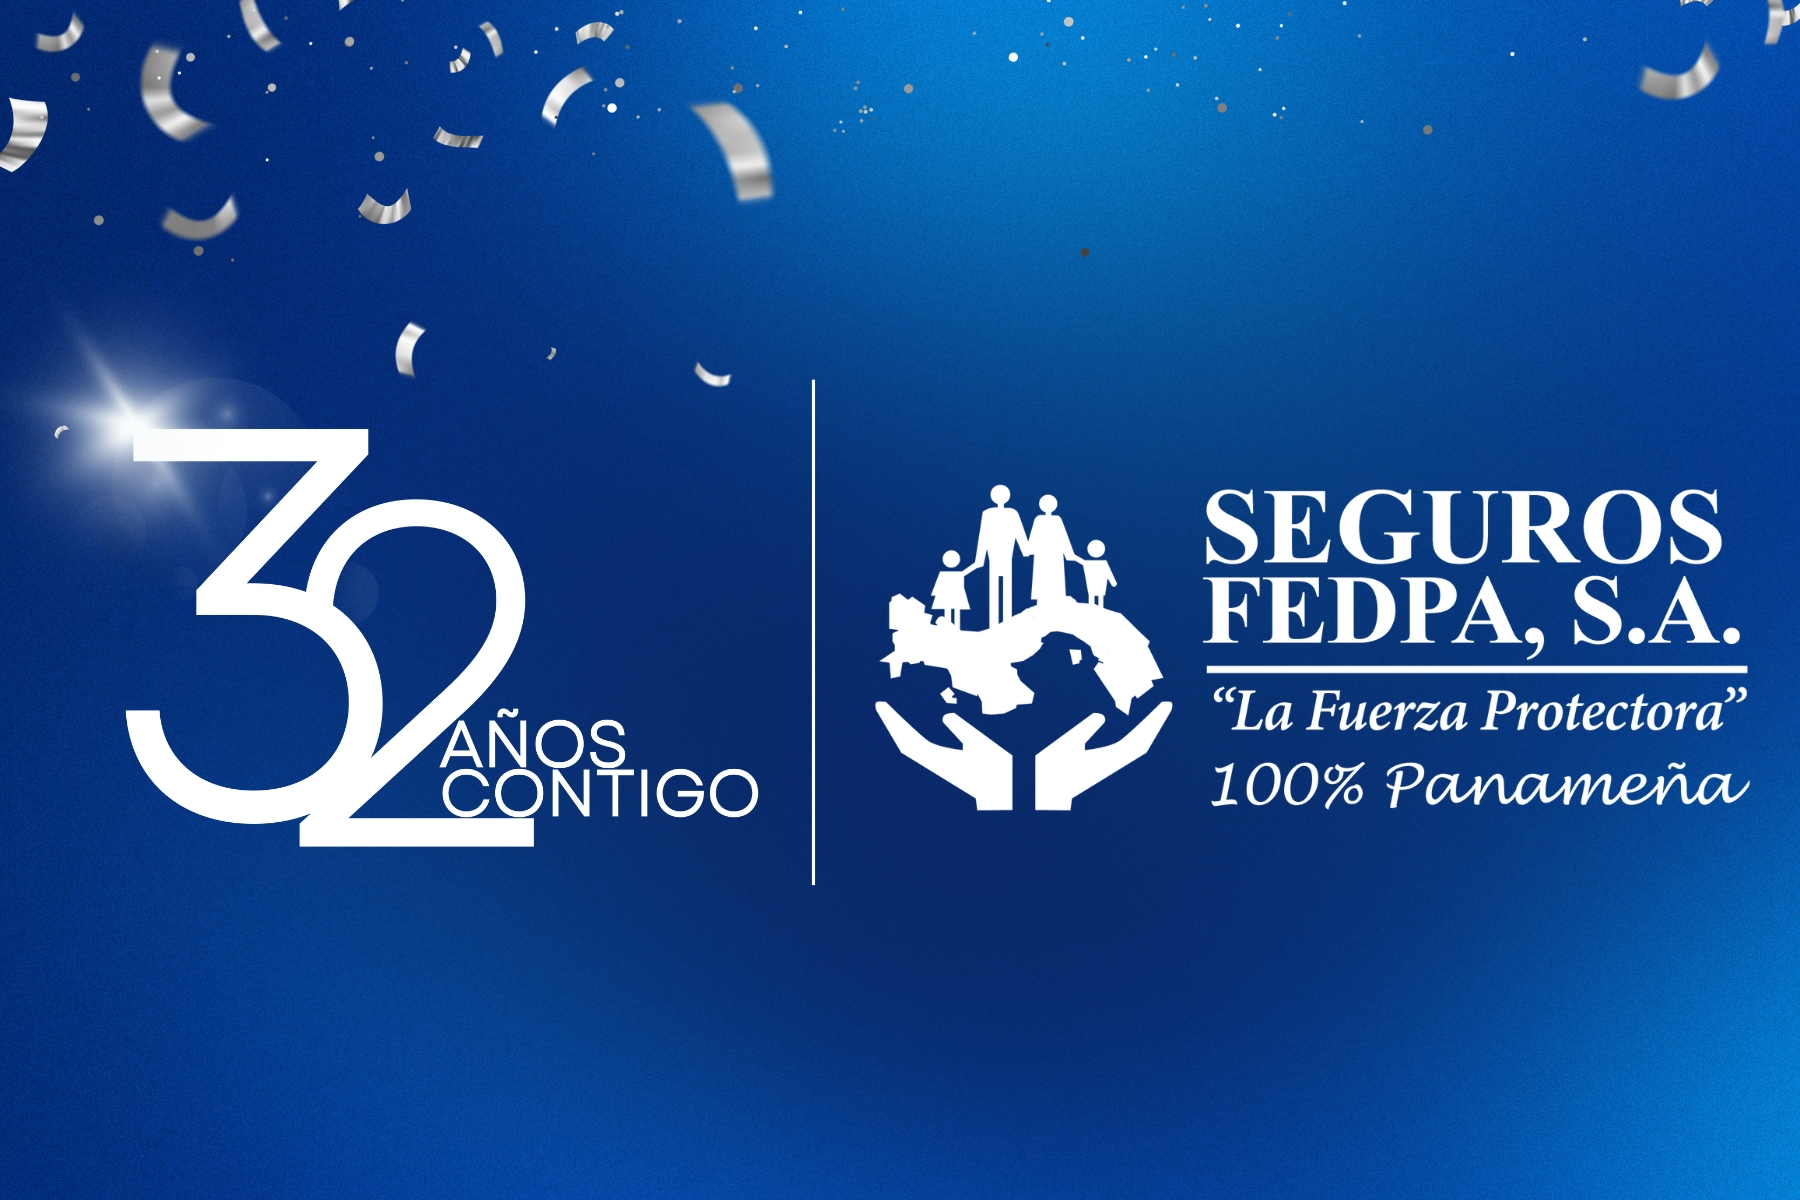 32
AÑOS
CONTIGO
SEGUROS
FEDPA, S.A.
“La Fuerza Protectora”
100% Panameña